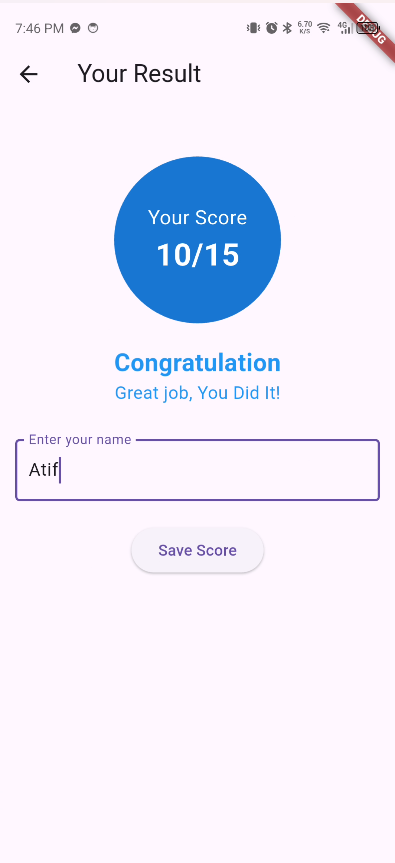 7:46 PM 6.70 K/S 4G
DEBUG
Your Result
Your Score
10/15
Congratulation
Great job, You Did It!
Enter your name
Atif
Save Score